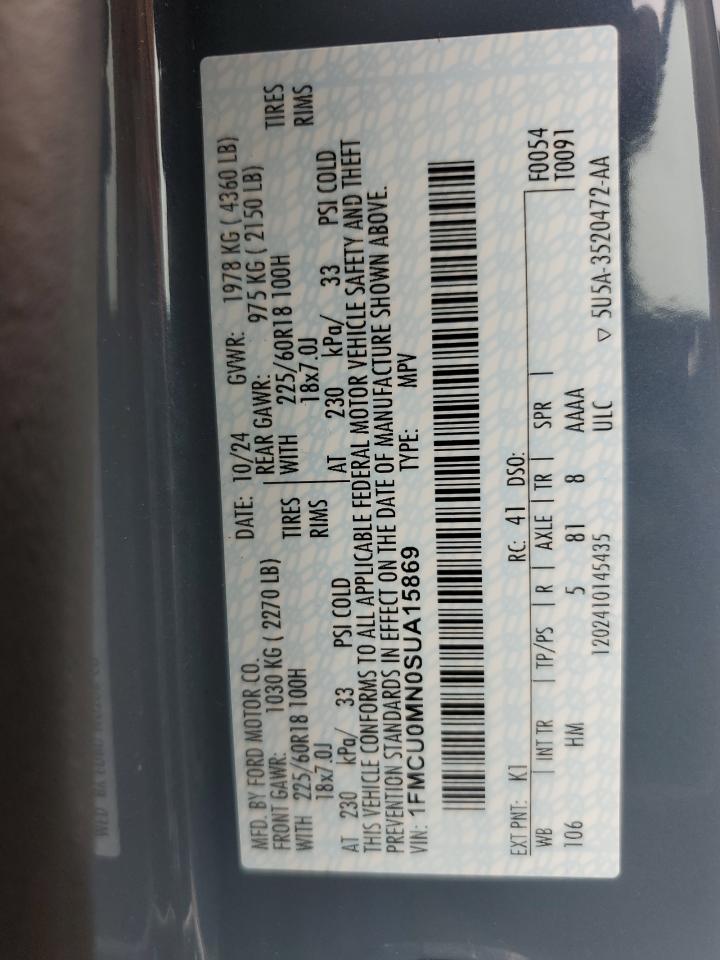 MFD. BY FORD MOTOR CO. DATE: 10/24 GVWR: 1978 KG ( 4360 LB)
FRONT GAWR: 1030 KG ( 2270 LB) REAR GAWR: 975 KG ( 2150 LB)
WITH 225/60R18 100H TIRES WITH 225/60R18 100H TIRES
18x7.0J RIMS 18x7.0J RIMS
AT 230 kPa/ 33 PSI COLD AT 230 kPa/ 33 PSI COLD
THIS VEHICLE CONFORMS TO ALL APPLICABLE FEDERAL MOTOR VEHICLE SAFETY AND THEFT
PREVENTION STANDARDS IN EFFECT ON THE DATE OF MANUFACTURE SHOWN ABOVE.
VIN: 1FMCU0MN0SUA15869 TYPE: MPV
EXT PNT: K1 RC: 41 DSO: F0054
WB INT TR TP/PS R AXLE TR SPR T0091
106 HM 5 81 8 AAAA
1202410145435 ULC ▽ 5U5A-3520472-AA